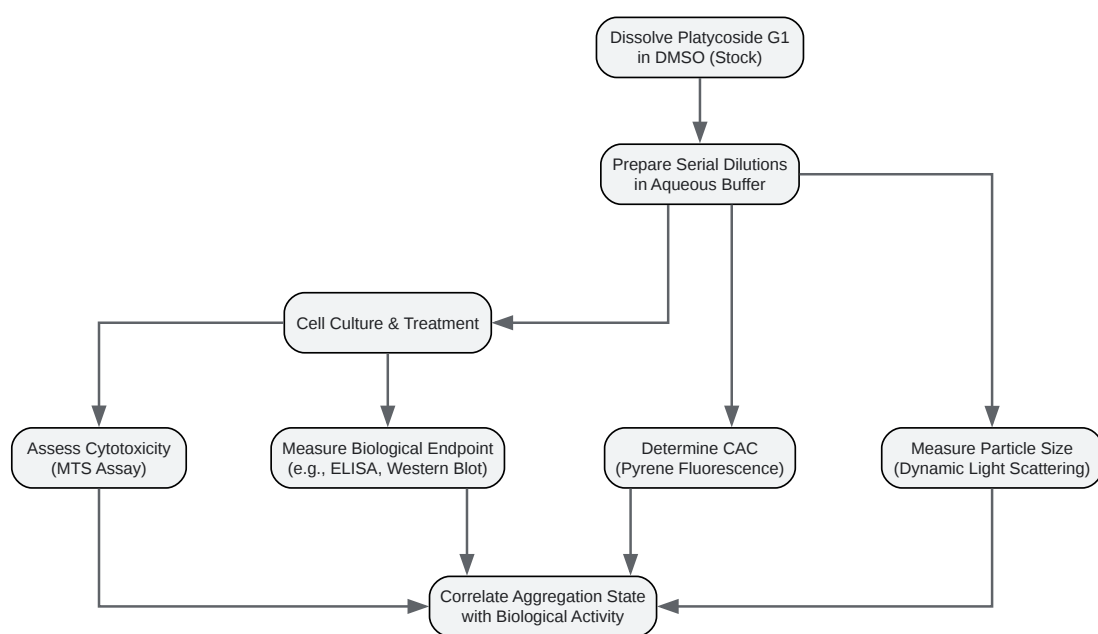 Dissolve Platycoside G1
in DMSO (Stock)
Prepare Serial Dilutions
in Aqueous Buffer
Cell Culture & Treatment
Assess Cytotoxicity
(MTS Assay)
Measure Biological Endpoint
(e.g., ELISA, Western Blot)
Determine CAC
(Pyrene Fluorescence)
Measure Particle Size
(Dynamic Light Scattering)
Correlate Aggregation State
with Biological Activity